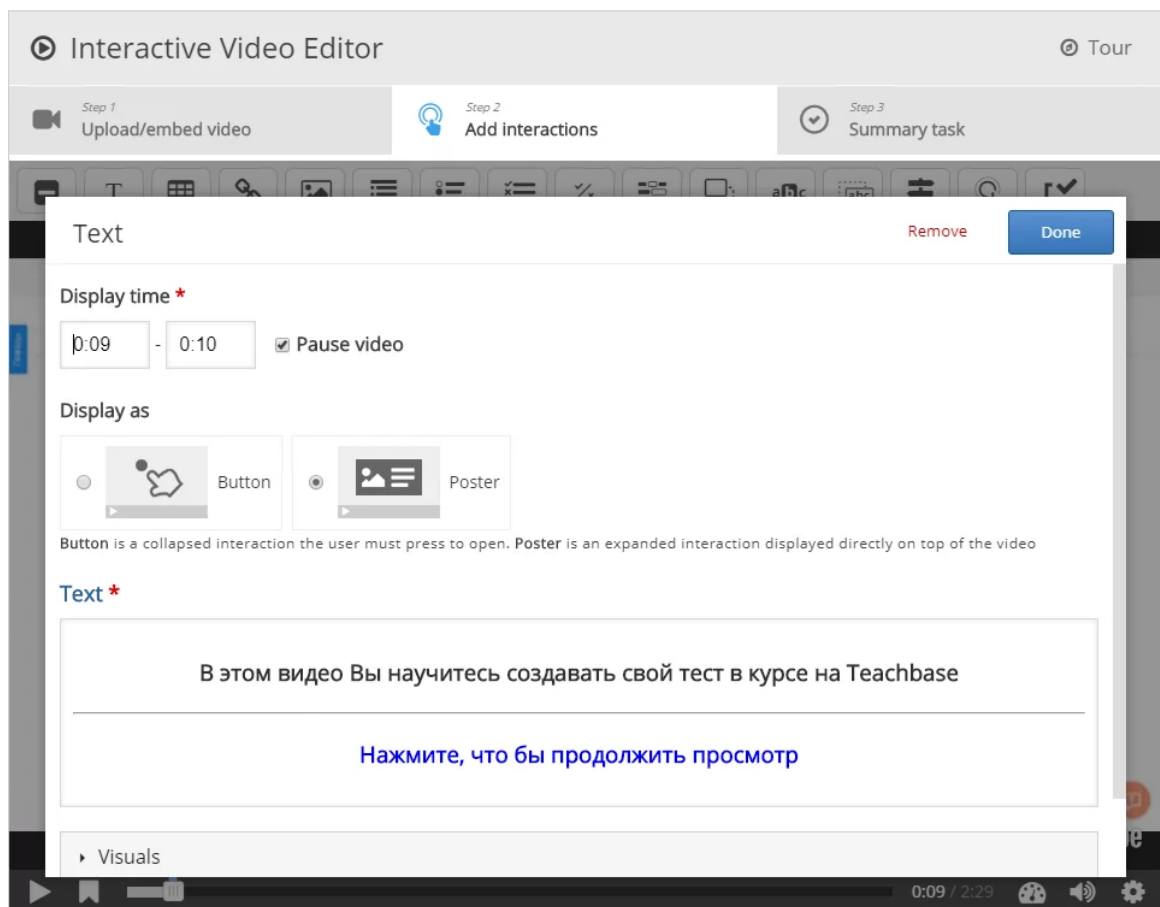 Interactive Video Editor
Tour
Step 1
Upload/embed video
Step 2
Add interactions
Step 3
Summary task
T
abc
abc
Text
Remove
Done
Display time *
0:09 - 0:10
Pause video
Display as
Button
Poster
Button is a collapsed interaction the user must press to open. Poster is an expanded interaction displayed directly on top of the video
Text *
В этом видео Вы научитесь создавать свой тест в курсе на Teachbase
Нажмите, что бы продолжить просмотр
Visuals
0:09 / 2:29